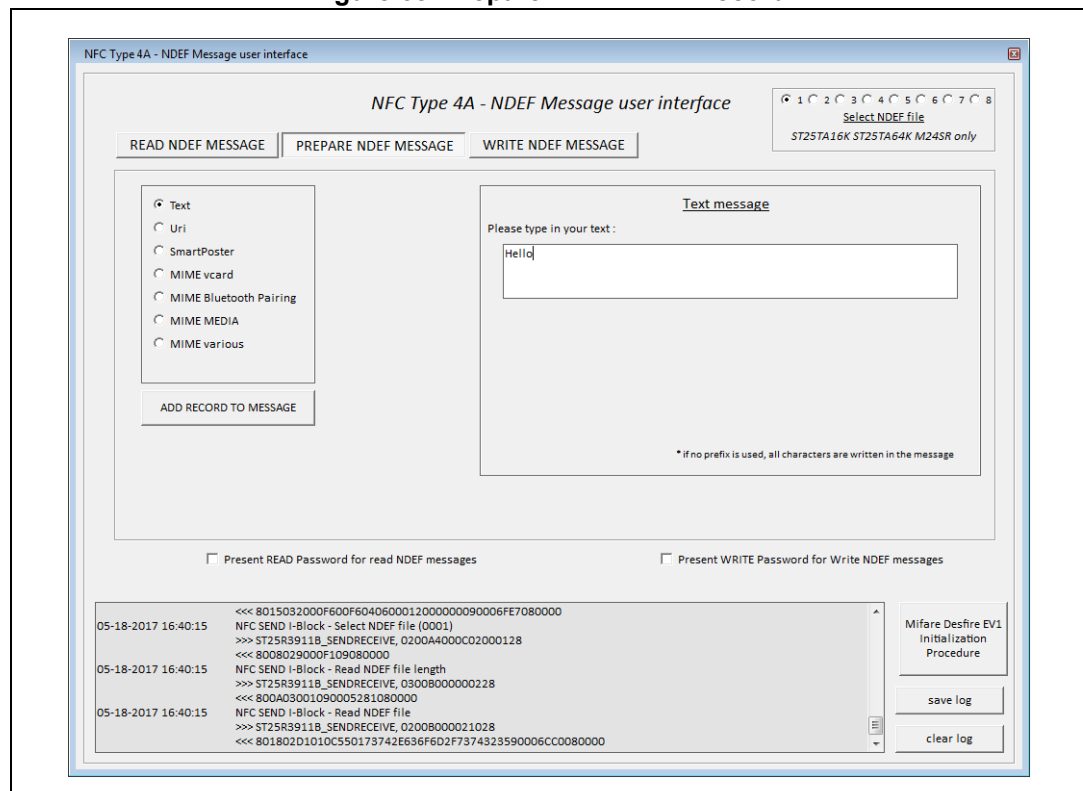 NFC Type 4A - NDEF Message user interface
NFC Type 4A - NDEF Message user interface
1 2 3 4 5 6 7 8
Select NDEF file
ST25TA16K ST25TA64K M24SR only
READ NDEF MESSAGE PREPARE NDEF MESSAGE WRITE NDEF MESSAGE
Text
Uri
SmartPoster
MIME vcard
MIME Bluetooth Pairing
MIME MEDIA
MIME various
ADD RECORD TO MESSAGE
Text message
Please type in your text :
Hello
* if no prefix is used, all characters are written in the message
Present READ Password for read NDEF messages
Present WRITE Password for Write NDEF messages
<<< 8015032000F600F60406000120000000090006FE7080000
05-18-2017 16:40:15 NFC SEND I-Block - Select NDEF file (0001)
>>> ST25R3911B_SENDRECEIVE, 0200A4000C02000128
<<< 8008029000F109080000
05-18-2017 16:40:15 NFC SEND I-Block - Read NDEF file length
>>> ST25R3911B_SENDRECEIVE, 0300B000000228
<<< 800A03001090005281080000
05-18-2017 16:40:15 NFC SEND I-Block - Read NDEF file
>>> ST25R3911B_SENDRECEIVE, 0200B000021028
<<< 801802D1010C550173742E636F6D2F7374323590006CC0080000
Mifare Desfire EV1
Initialization
Procedure
save log
clear log